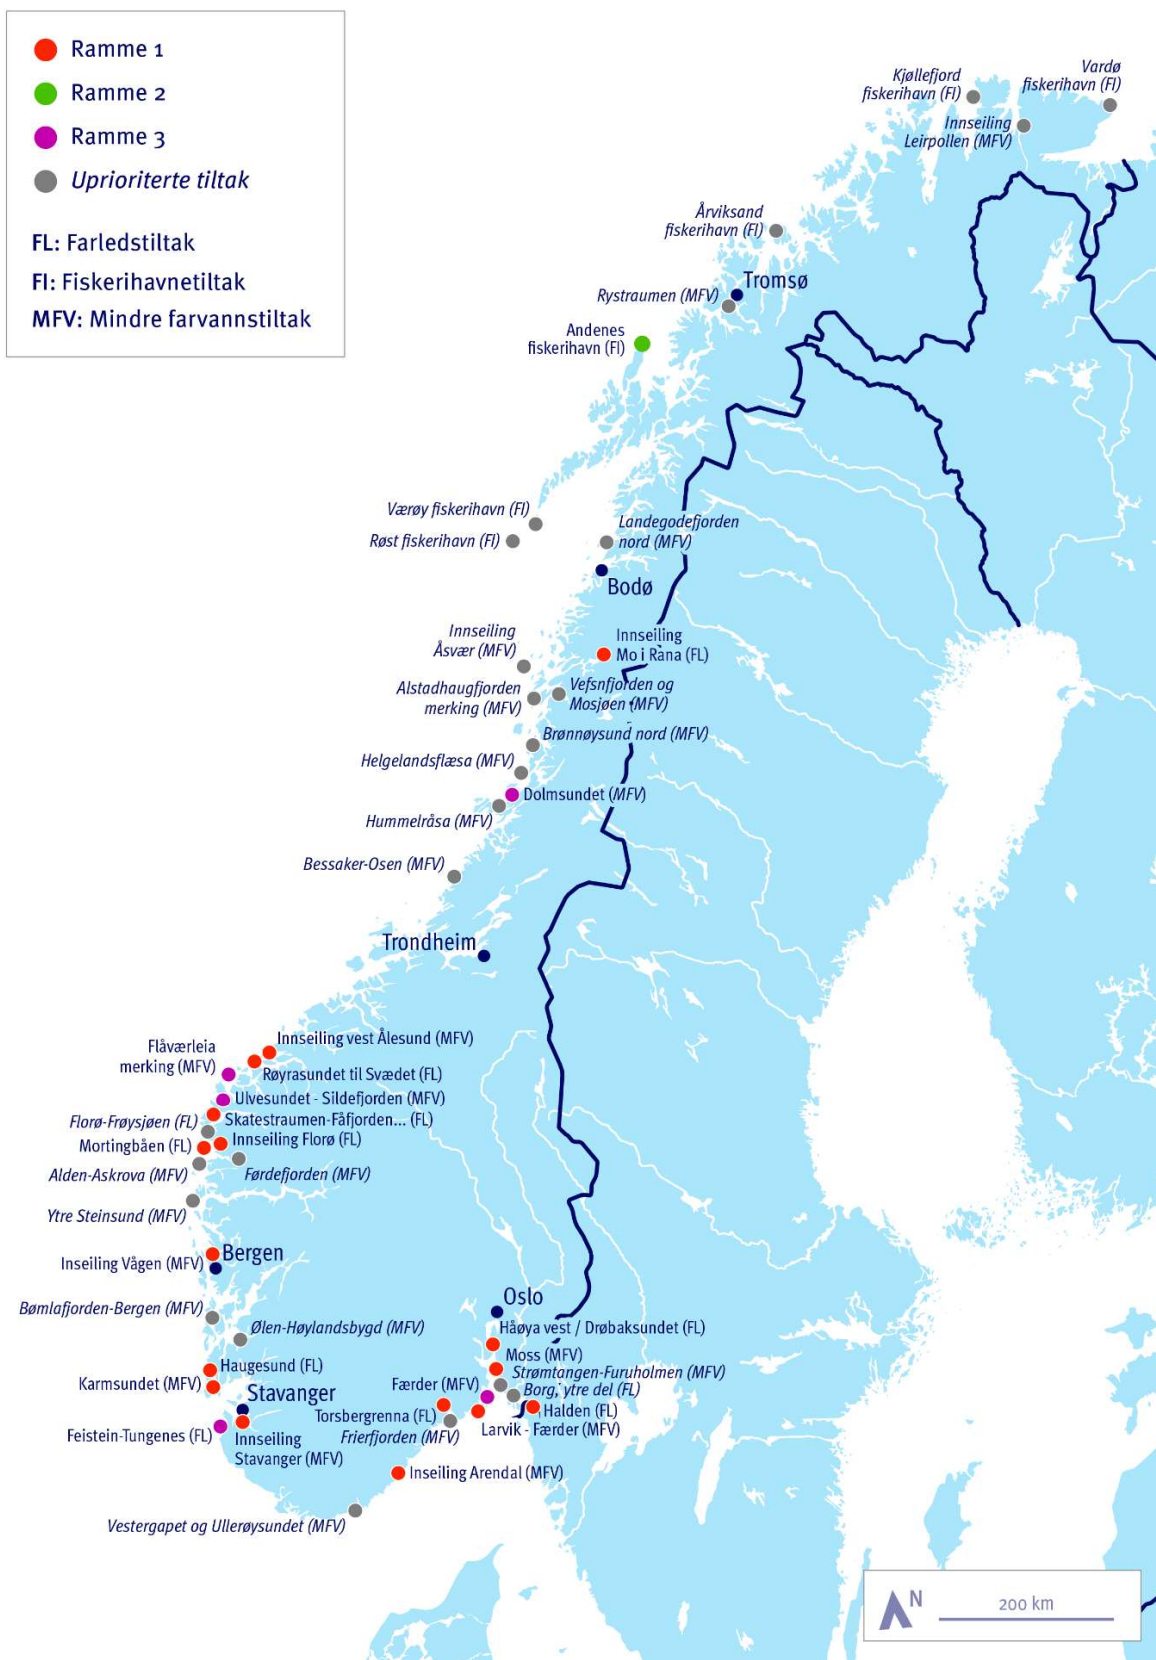 Ramme 1
Ramme 2
Ramme 3
Uprioriterte tiltak
FL: Farledstiltak
FI: Fiskerihavnetiltak
MFV: Mindre farvannstiltak
Kjøllefjord
fiskerihavn (FI)
Vardø
fiskerihavn (FI)
Innseiling
Leirpollen (MFV)
Årviksand
fiskerihavn (FI)
Tromsø
Rystraumen (MFV)
Andenes
fiskerihavn (FI)
Værøy fiskerihavn (FI)
Røst fiskerihavn (FI)
Landegodefjorden
nord (MFV)
Bodø
Innseiling
Åsvær (MFV)
Innseiling
Mo i Rana (FL)
Alstadhaugfjorden
merking (MFV)
Vefsnfjorden og
Mosjøen (MFV)
Brønnøysund nord (MFV)
Helgelandsflæsa (MFV)
Dolmsundet (MFV)
Hummelråsa (MFV)
Bessaker-Osen (MFV)
Trondheim
Innseiling vest Ålesund (MFV)
Flåværleia
merking (MFV)
Røyrasundet til Svædet (FL)
Ulvesundet - Sildefjorden (MFV)
Skatestraumen-Fåfjorden... (FL)
Florø-Frøysjøen (FL)
Innseiling Florø (FL)
Mortingbåen (FL)
Alden-Askrova (MFV)
Førdefjorden (MFV)
Ytre Steinsund (MFV)
Bergen
Inseiling Vågen (MFV)
Bømlafjorden-Bergen (MFV)
Ølen-Høylandsbygd (MFV)
Oslo
Håøya vest / Drøbaksundet (FL)
Moss (MFV)
Haugesund (FL)
Strømtangen-Furuholmen (MFV)
Karmsundet (MFV)
Stavanger
Færder (MFV)
Borg, ytre del (FL)
Halden (FL)
Torsbergrenna (FL)
Larvik - Færder (MFV)
Feistein-Tungenes (FL)
Frierfjorden (MFV)
Innseiling
Stavanger (MFV)
Inseiling Arendal (MFV)
Vestergapet og Ullerøysundet (MFV)
N
200 km